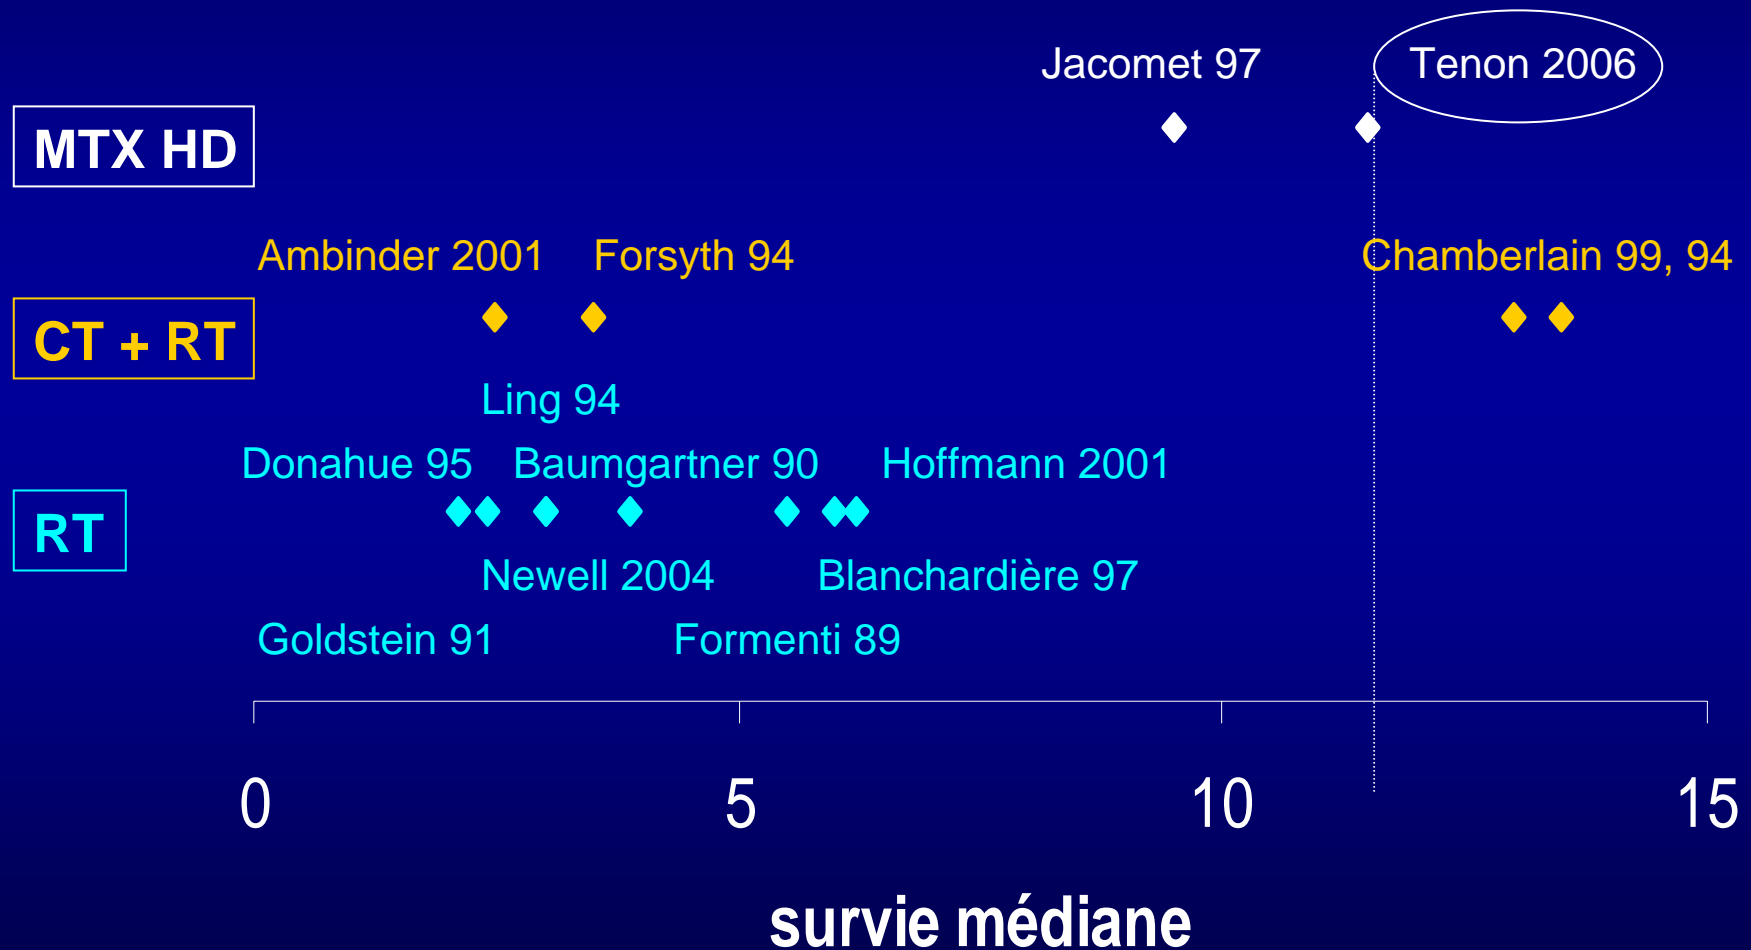 Jacomet 97 Tenon 2006
MTX HD
Ambinder 2001 Forsyth 94 Chamberlain 99, 94
CT + RT
Ling 94
Donahue 95 Baumgartner 90 Hoffmann 2001
RT
Newell 2004 Blanchardière 97
Goldstein 91 Formenti 89
0 5 10 15
survie médiane